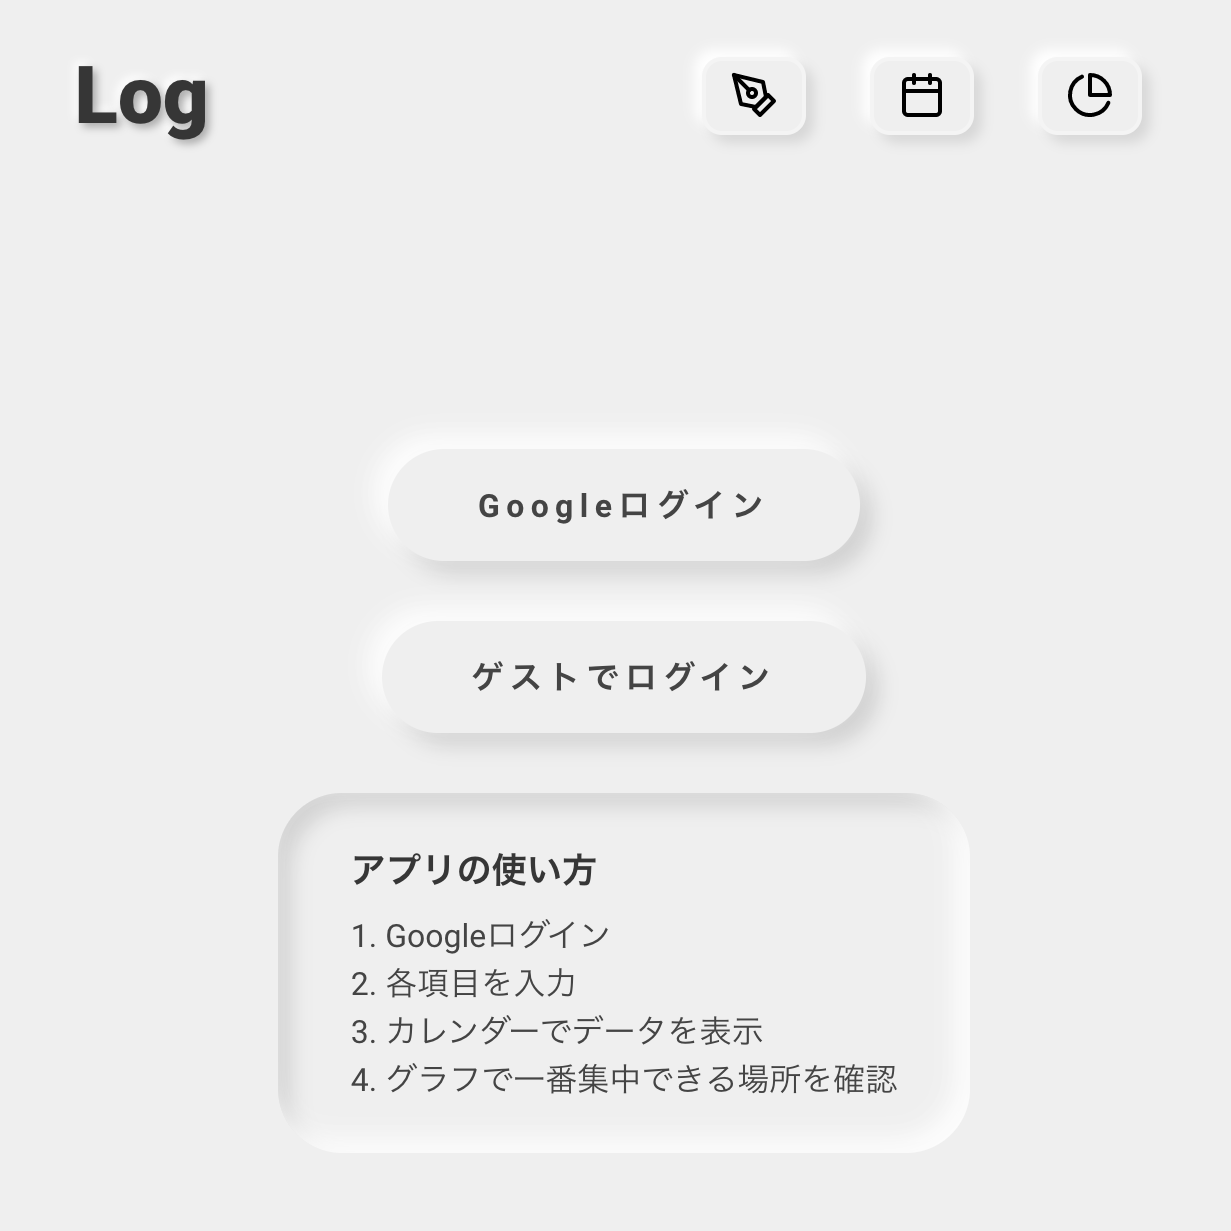 Log
Googleログイン
ゲストでログイン
アプリの使い方
1. Googleログイン
2. 各項目を入力
3. カレンダーでデータを表示
4. グラフで一番集中できる場所を確認